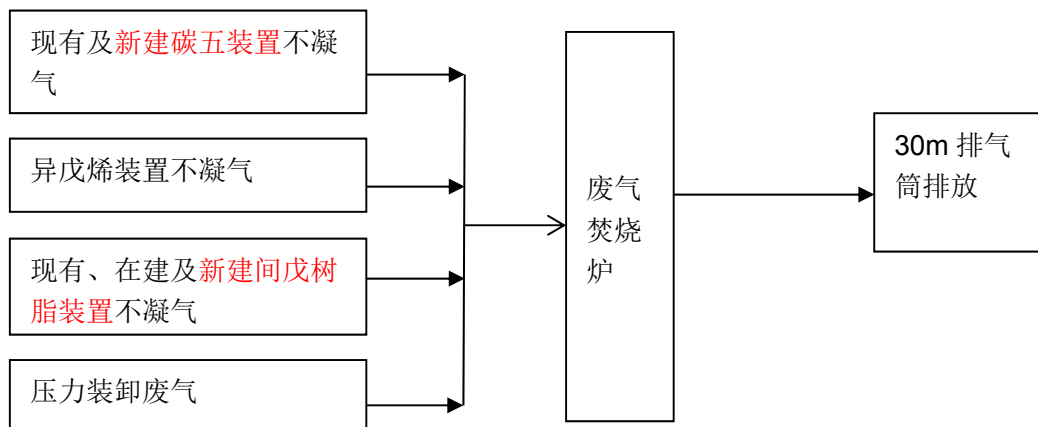 现有及新建碳五装置不凝
气
异戊烯装置不凝气
现有、在建及新建间戊树
脂装置不凝气
压力装卸废气
废气
焚烧
炉
30m 排气
筒排放